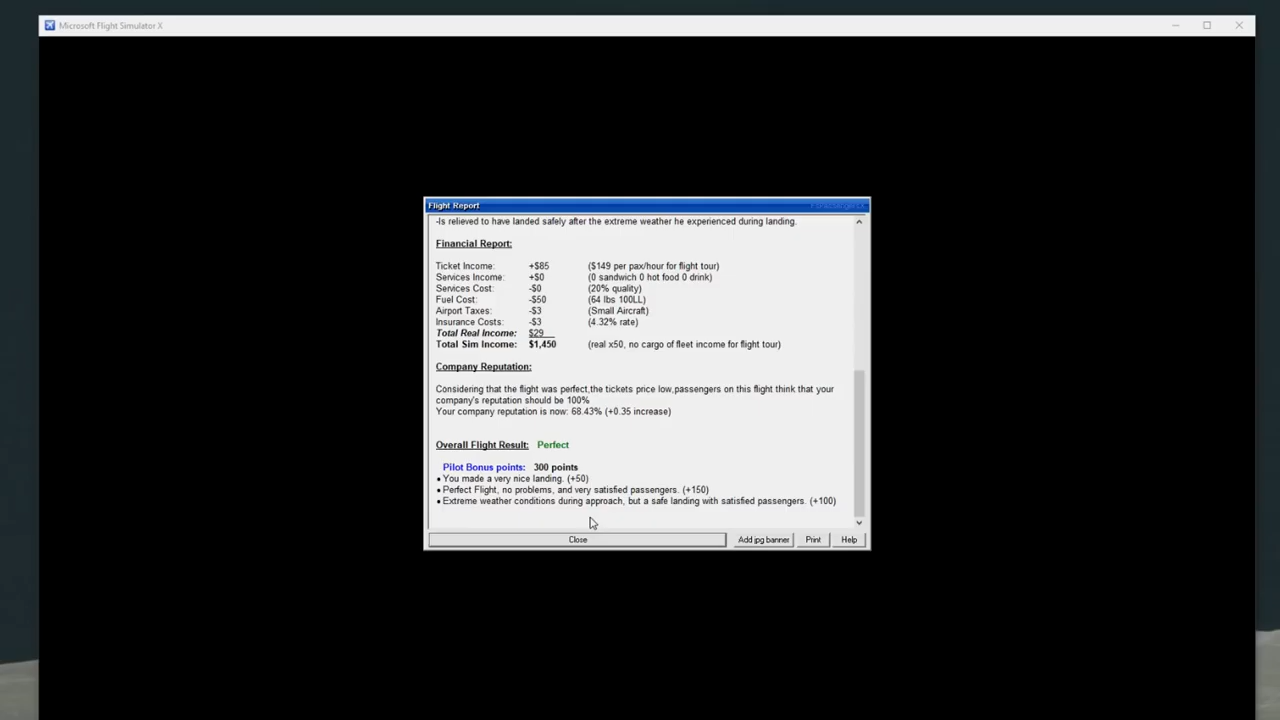 Microsoft Flight Simulator X
Flight Report
-Is relieved to have landed safely after the extreme weather he experienced during landing.
Financial Report:
Ticket Income: +$85 ($149 per pax/hour for flight tour)
Services Income: +$0 (0 sandwich 0 hot food 0 drink)
Services Cost: -$0 (20% quality)
Fuel Cost: -$50 (64 lbs 100LL)
Airport Taxes: -$3 (Small Aircraft)
Insurance Costs: -$3 (4.32% rate)
Total Real Income: $29
Total Sim Income: $1,450 (real x50, no cargo of fleet income for flight tour)
Company Reputation:
Considering that the flight was perfect,the tickets price low,passengers on this flight think that your
company's reputation should be 100%
Your company reputation is now: 68.43% (+0.35 increase)
Overall Flight Result: Perfect
Pilot Bonus points: 300 points
• You made a very nice landing. (+50)
• Perfect Flight, no problems, and very satisfied passengers. (+150)
• Extreme weather conditions during approach, but a safe landing with satisfied passengers. (+100)
Close Add jpg banner Print Help